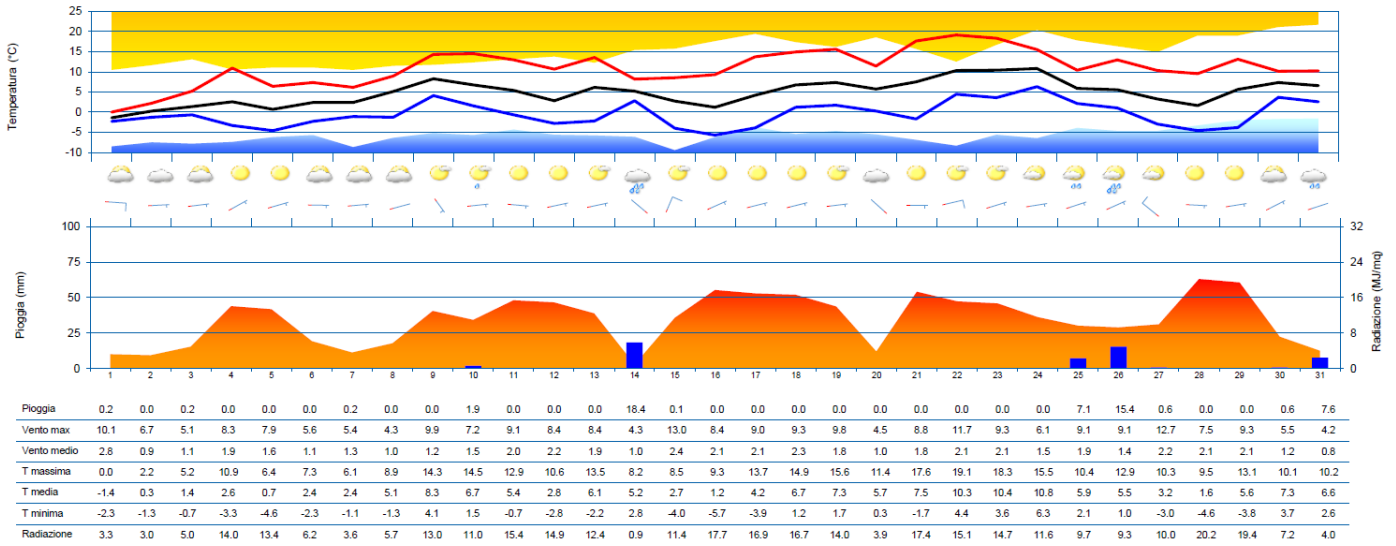 Temperatura (°C)
25
20
15
10
5
0
-5
-10
Pioggia (mm)
100
75
50
25
0
Radiazione (MJ/mq)
32
24
16
8
0
1 2 3 4 5 6 7 8 9 10 11 12 13 14 15 16 17 18 19 20 21 22 23 24 25 26 27 28 29 30 31
Pioggia 0.2 0.0 0.2 0.0 0.0 0.0 0.2 0.0 0.0 1.9 0.0 0.0 0.0 18.4 0.1 0.0 0.0 0.0 0.0 0.0 0.0 0.0 0.0 0.0 7.1 15.4 0.6 0.0 0.0 0.6 7.6
Vento max 10.1 6.7 5.1 8.3 7.9 5.6 5.4 4.3 9.9 7.2 9.1 8.4 8.4 4.3 13.0 8.4 9.0 9.3 9.8 4.5 8.8 11.7 9.3 6.1 9.1 9.1 12.7 7.5 9.3 5.5 4.2
Vento medio 2.8 0.9 1.1 1.9 1.6 1.1 1.3 1.0 1.2 1.5 2.0 2.2 1.9 1.0 2.4 2.1 2.1 2.3 1.8 1.0 1.8 2.1 2.1 1.5 1.9 1.4 2.2 2.1 2.1 1.2 0.8
T massima 0.0 2.2 5.2 10.9 6.4 7.3 6.1 8.9 14.3 14.5 12.9 10.6 13.5 8.2 8.5 9.3 13.7 14.9 15.6 11.4 17.6 19.1 18.3 15.5 10.4 12.9 10.3 9.5 13.1 10.1 10.2
T media -1.4 0.3 1.4 2.6 0.7 2.4 2.4 5.1 8.3 6.7 5.4 2.8 6.1 5.2 2.7 1.2 4.2 6.7 7.3 5.7 7.5 10.3 10.4 10.8 5.9 5.5 3.2 1.6 5.6 7.3 6.6
T minima -2.3 -1.3 -0.7 -3.3 -4.6 -2.3 -1.1 -1.3 4.1 1.5 -0.7 -2.8 -2.2 2.8 -4.0 -5.7 -3.9 1.2 1.7 0.3 -1.7 4.4 3.6 6.3 2.1 1.0 -3.0 -4.6 -3.8 3.7 2.6
Radiazione 3.3 3.0 5.0 14.0 13.4 6.2 3.6 5.7 13.0 11.0 15.4 14.9 12.4 0.9 11.4 17.7 16.9 16.7 14.0 3.9 17.4 15.1 14.7 11.6 9.7 9.3 10.0 20.2 19.4 7.2 4.0